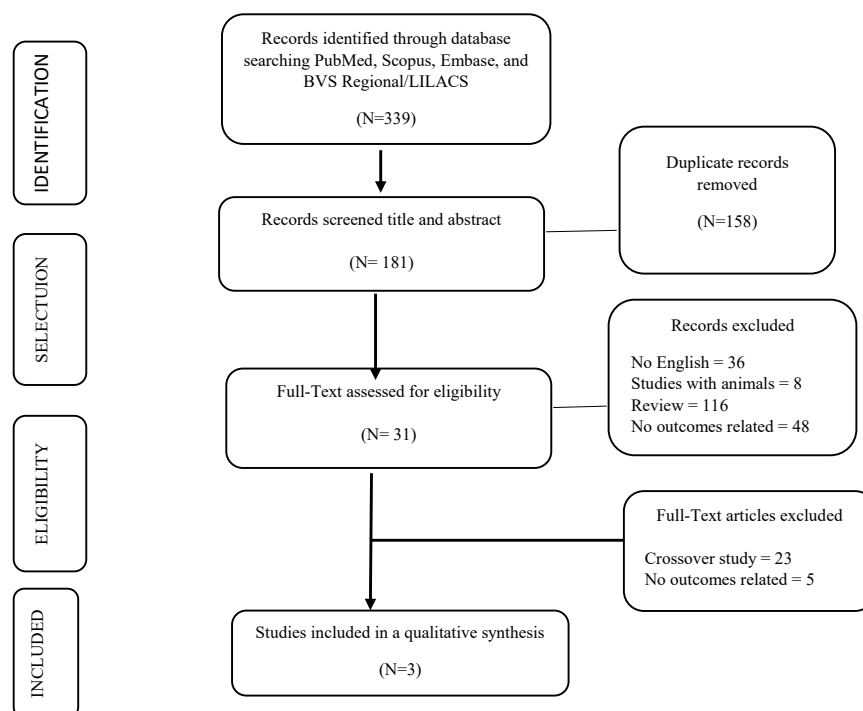 IDENTIFICATION
Records identified through database
searching PubMed, Scopus, Embase, and
BVS Regional/LILACS
(N=339)
Duplicate records
removed
(N=158)
Records screened title and abstract
(N= 181)
SELECTUION
Records excluded
No English = 36
Studies with animals = 8
Review = 116
No outcomes related = 48
Full-Text assessed for eligibility
(N= 31)
ELIGIBILITY
Full-Text articles excluded
Crossover study = 23
No outcomes related = 5
INCLUDED
Studies included in a qualitative synthesis
(N=3)